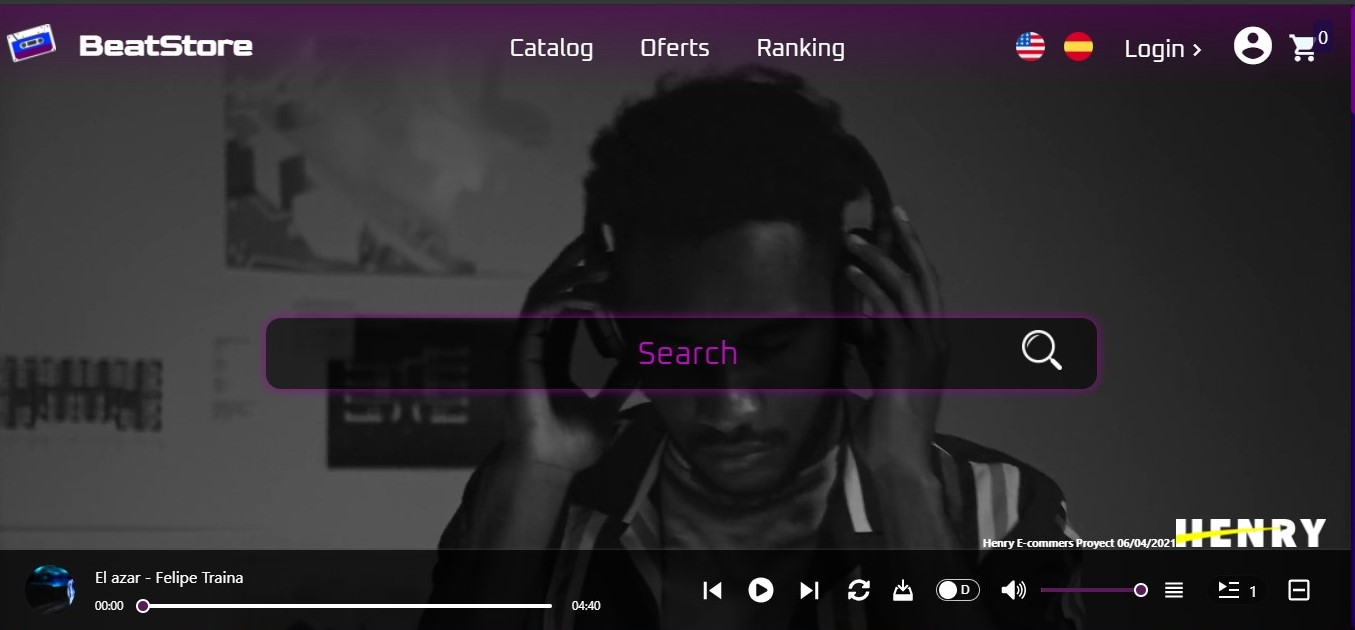 BeatStore
Catalog Oferts Ranking
Login >
0
Search
Henry E-commers Proyect 06/04/2021
HENRY
El azar - Felipe Traina
00:00
04:40
D
1